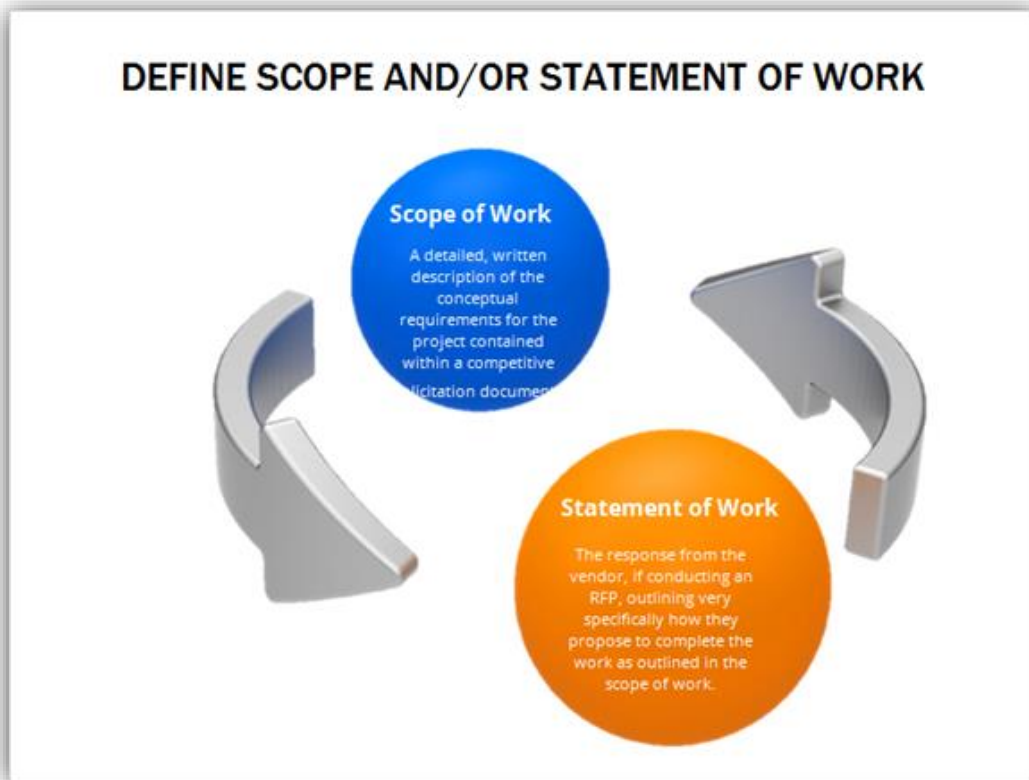 DEFINE SCOPE AND/OR STATEMENT OF WORK
Scope of Work
A detailed, written
description of the
conceptual
requirements for the
project contained
within a competitive
licitation document
Statement of Work
The response from the
vendor, if conducting an
RFP, outlining very
specifically how they
propose to complete the
work as outlined in the
scope of work.